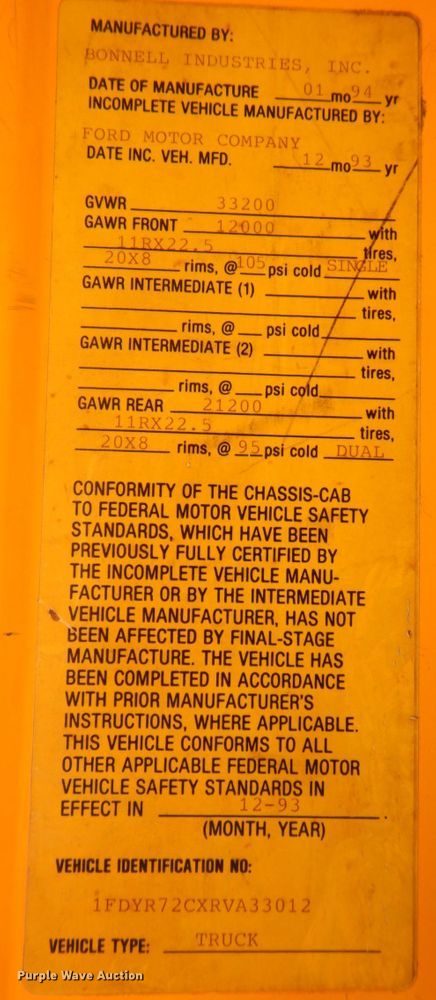 MANUFACTURED BY:
BONNELL INDUSTRIES, INC.
DATE OF MANUFACTURE 01 mo 94 yr
INCOMPLETE VEHICLE MANUFACTURED BY:
FORD MOTOR COMPANY
DATE INC. VEH. MFD. 12 mo 93 yr
GVWR 33200
GAWR FRONT 12000 with
11RX22.5 tires,
20X8 rims, @ 105 psi cold SINGLE
GAWR INTERMEDIATE (1) with
tires,
rims, @ psi cold
GAWR INTERMEDIATE (2) with
tires,
rims, @ psi cold
GAWR REAR 21200 with
11RX22.5 tires,
20X8 rims, @ 95 psi cold DUAL
CONFORMITY OF THE CHASSIS-CAB
TO FEDERAL MOTOR VEHICLE SAFETY
STANDARDS, WHICH HAVE BEEN
PREVIOUSLY FULLY CERTIFIED BY
THE INCOMPLETE VEHICLE MANU-
FACTURER OR BY THE INTERMEDIATE
VEHICLE MANUFACTURER, HAS NOT
BEEN AFFECTED BY FINAL-STAGE
MANUFACTURE. THE VEHICLE HAS
BEEN COMPLETED IN ACCORDANCE
WITH PRIOR MANUFACTURER'S
INSTRUCTIONS, WHERE APPLICABLE.
THIS VEHICLE CONFORMS TO ALL
OTHER APPLICABLE FEDERAL MOTOR
VEHICLE SAFETY STANDARDS IN
EFFECT IN 12-93
(MONTH, YEAR)
VEHICLE IDENTIFICATION NO:
1FDYR72CXRVA33012
VEHICLE TYPE: TRUCK
Purple Wave Auction